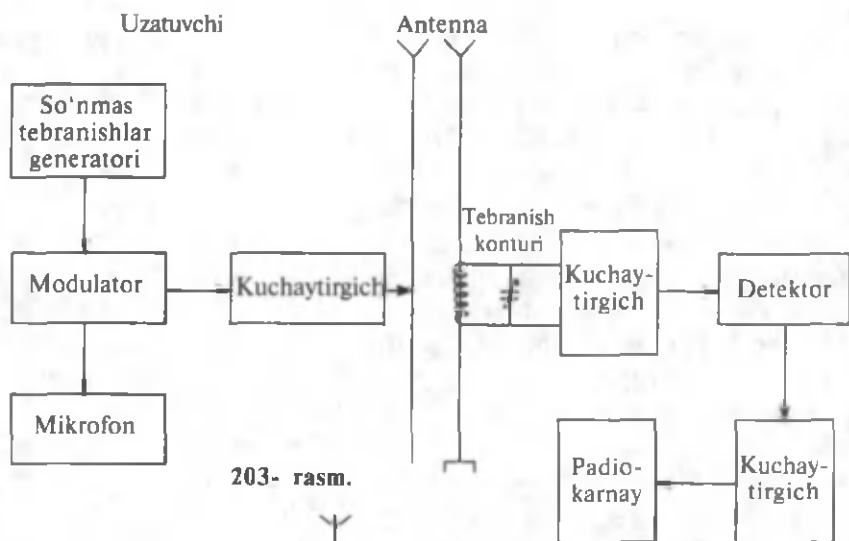 Uzatuvchi
Antenna
So‘nmas
tebranishlar
generatori
Modulator
Kuchaytirgich
Mikrofon
Tebranish
konturi
Kuchay-
tirgich
Detektor
Kuchay-
tirgich
Padio-
karnay
203- rasm.